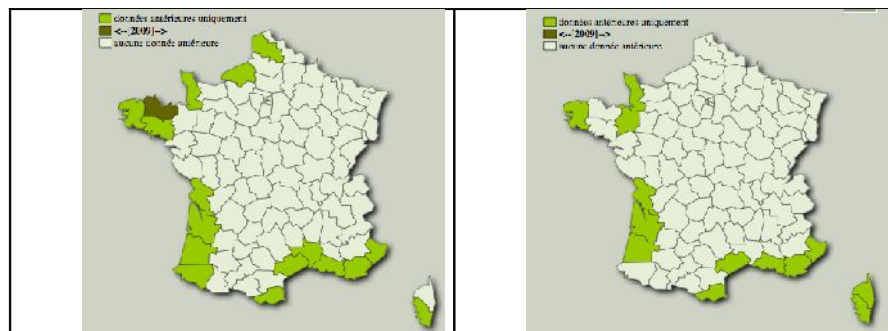 données antérieures uniquement
<--[2009]-->
aucune donnée antérieure
données antérieures uniquement
<--[2009]-->
aucune donnée antérieure